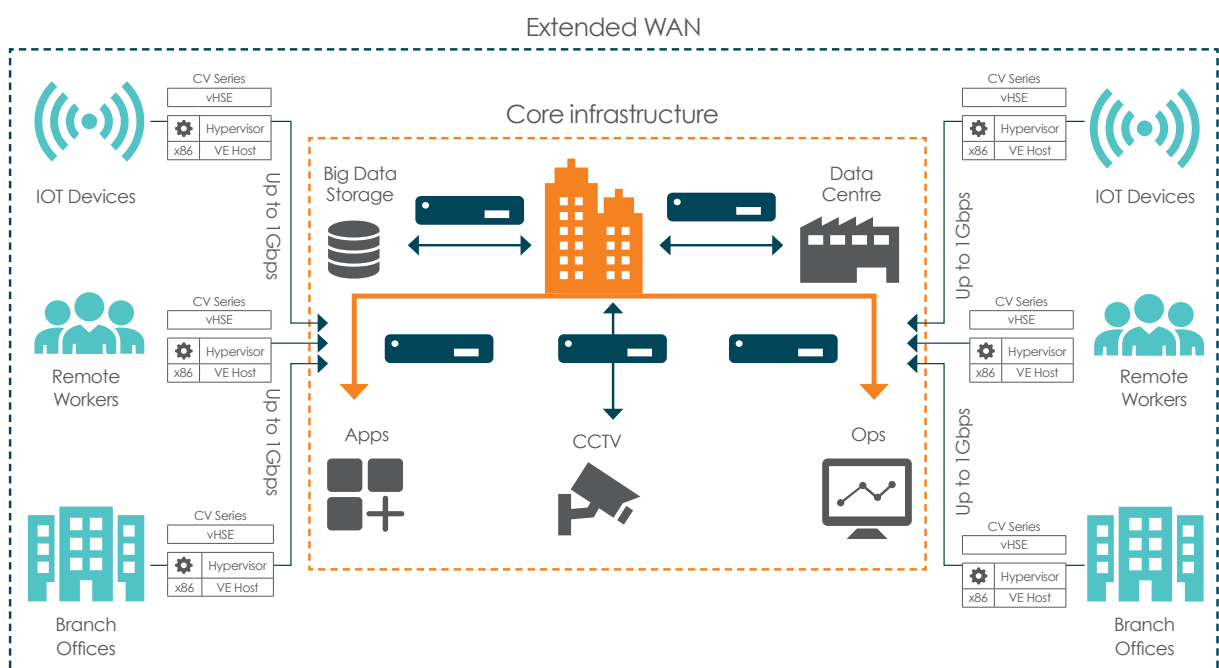 Extended WAN
CV Series
vHSE
Hypervisor
x86
VE Host
IOT Devices
Up to 1Gbps
CV Series
vHSE
Hypervisor
x86
VE Host
Remote
Workers
Up to 1Gbps
CV Series
vHSE
Hypervisor
x86
VE Host
Branch
Offices
Core infrastructure
Big Data
Storage
Data
Centre
Apps
CCTV
Ops
CV Series
vHSE
Hypervisor
x86
VE Host
IOT Devices
Up to 1Gbps
CV Series
vHSE
Hypervisor
x86
VE Host
Remote
Workers
Up to 1Gbps
CV Series
vHSE
Hypervisor
x86
VE Host
Branch
Offices